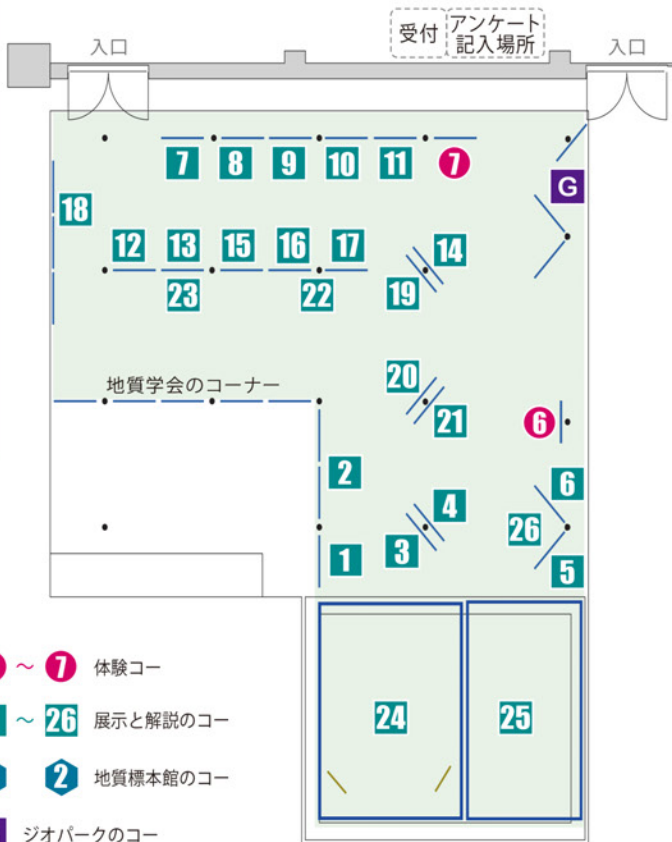 受付
アンケート
記入場所
入口
入口
7 8 9 10 11 7
G
18
12 13 15 16 17 14
23 22 19
地質学会のコーナー
20
21
6
2
6
4
26
3
1
5
24 25
~ 7 体験コー
~ 26 展示と解説のコー
2 地質標本館のコー
ジオパークのコー